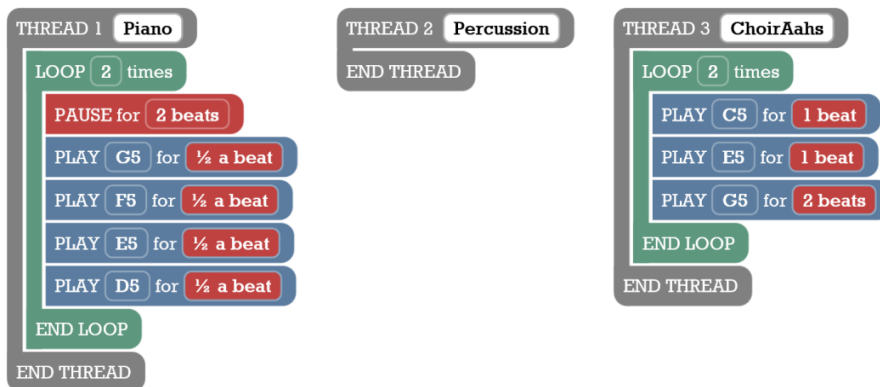 THREAD 1 Piano
LOOP 2 times
PAUSE for 2 beats
PLAY G5 for ½ a beat
PLAY F5 for ½ a beat
PLAY E5 for ½ a beat
PLAY D5 for ½ a beat
END LOOP
END THREAD
THREAD 2 Percussion
END THREAD
THREAD 3 ChoirAahs
LOOP 2 times
PLAY C5 for 1 beat
PLAY E5 for 1 beat
PLAY G5 for 2 beats
END LOOP
END THREAD